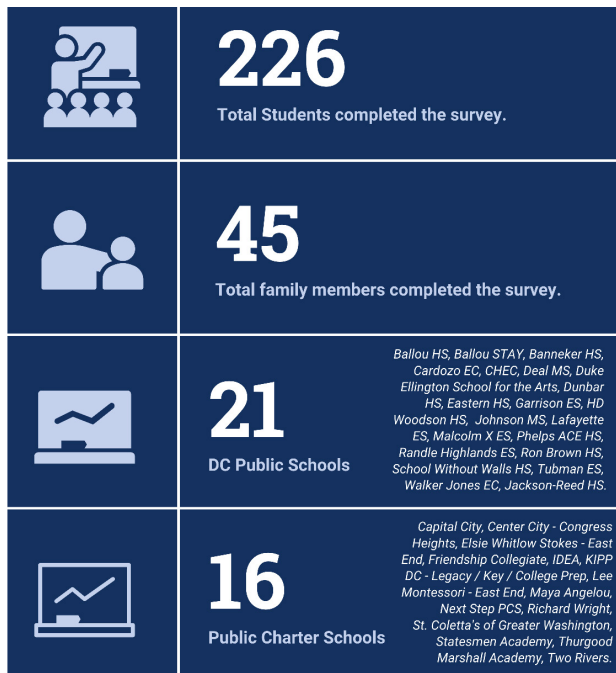 226
Total Students completed the survey.
45
Total family members completed the survey.
21
DC Public Schools
Ballou HS, Ballou STAY, Banneker HS,
Cardozo EC, CHEC, Deal MS, Duke
Ellington School for the Arts, Dunbar
HS, Eastern HS, Garrison ES, HD
Woodson HS, Johnson MS, Lafayette
ES, Malcolm X ES, Phelps ACE HS,
Randle Highlands ES, Ron Brown HS,
School Without Walls HS, Tubman ES,
Walker Jones EC, Jackson-Reed HS.
16
Public Charter Schools
Capital City, Center City - Congress
Heights, Elsie Whitlow Stokes - East
End, Friendship Collegiate, IDEA, KIPP
DC - Legacy / Key / College Prep, Lee
Montessori - East End, Maya Angelou,
Next Step PCS, Richard Wright,
St. Coletta's of Greater Washington,
Statesmen Academy, Thurgood
Marshall Academy, Two Rivers.